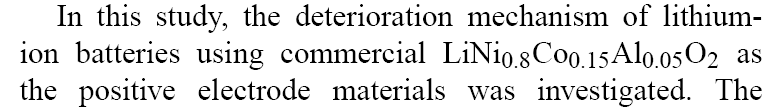 In this study, the deterioration mechanism of lithium-
ion batteries using commercial LiNi0.8Co0.15Al0.05O2 as
the positive electrode materials was investigated. The